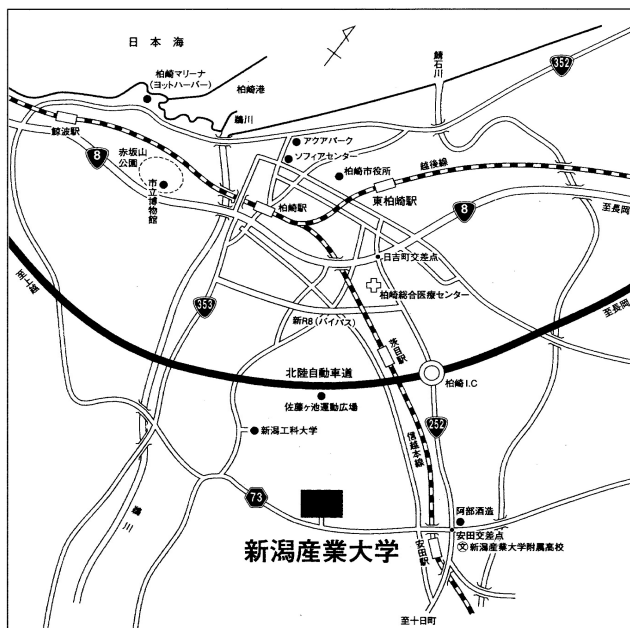 日本海
柏崎マリーナ
(ヨットハーバー)
柏崎港
鵜川
鯖石川
352
鯨波駅
8
赤坂山
公園
市立博物館
アクアパーク
ソフィアセンター
柏崎市役所
越後線
東柏崎駅
柏崎駅
8
至長岡
日吉町交差点
柏崎総合医療センター
至上越
353
新R8(バイパス)
茨目駅
至長岡
北陸自動車道
柏崎I.C
佐藤ヶ池運動広場
252
新潟工科大学
信越本線
73
鵜川
阿部酒造
安田交差点
新潟産業大学
安田駅
文 新潟産業大学附属高校
至十日町